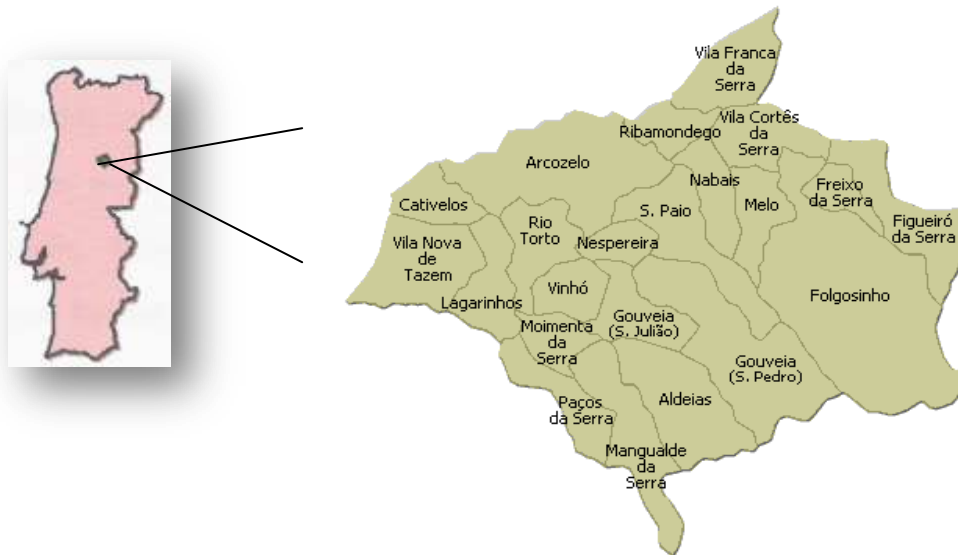 Vila Franca
da
Serra
Ribamondego
Vila Cortês
da
Serra
Arcozelo
Nabais
Melo
Freixo
da Serra
Cativelos
S. Paio
Rio
Torto
Figueiró
da Serra
Nespereira
Vila Nova
de
Tazem
Vinhó
Folgosinho
Lagarinhos
Gouveia
(S. Julião)
Moimenta
da
Serra
Gouveia
(S. Pedro)
Aldeias
Paços
da Serra
Mangualde
da
Serra